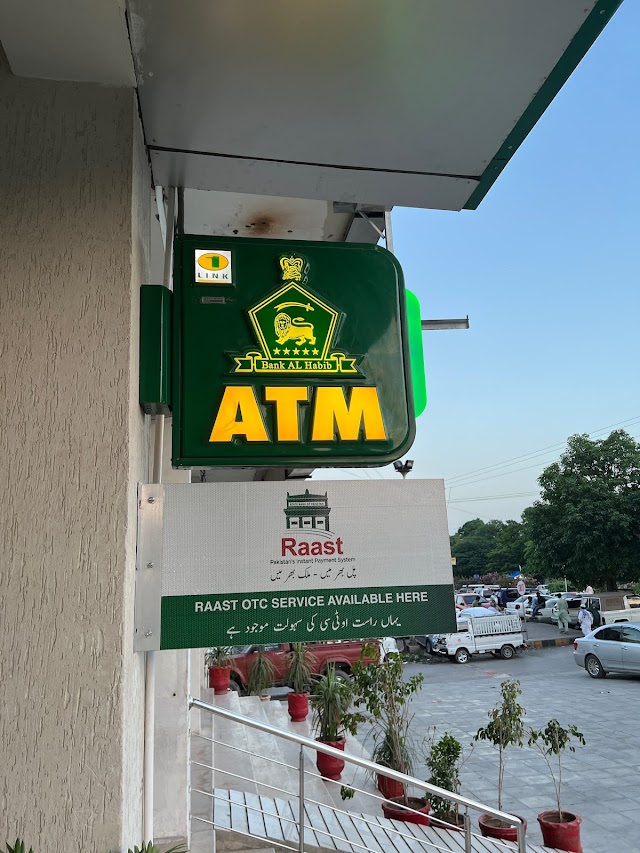 1
LINK
Bank AL Habib
ATM
Raast
Pakistan's Instant Payment System
پل بھر میں - ملک بھر میں
RAAST OTC SERVICE AVAILABLE HERE
یہاں راست او ٹی سی کی سہولت موجود ہے